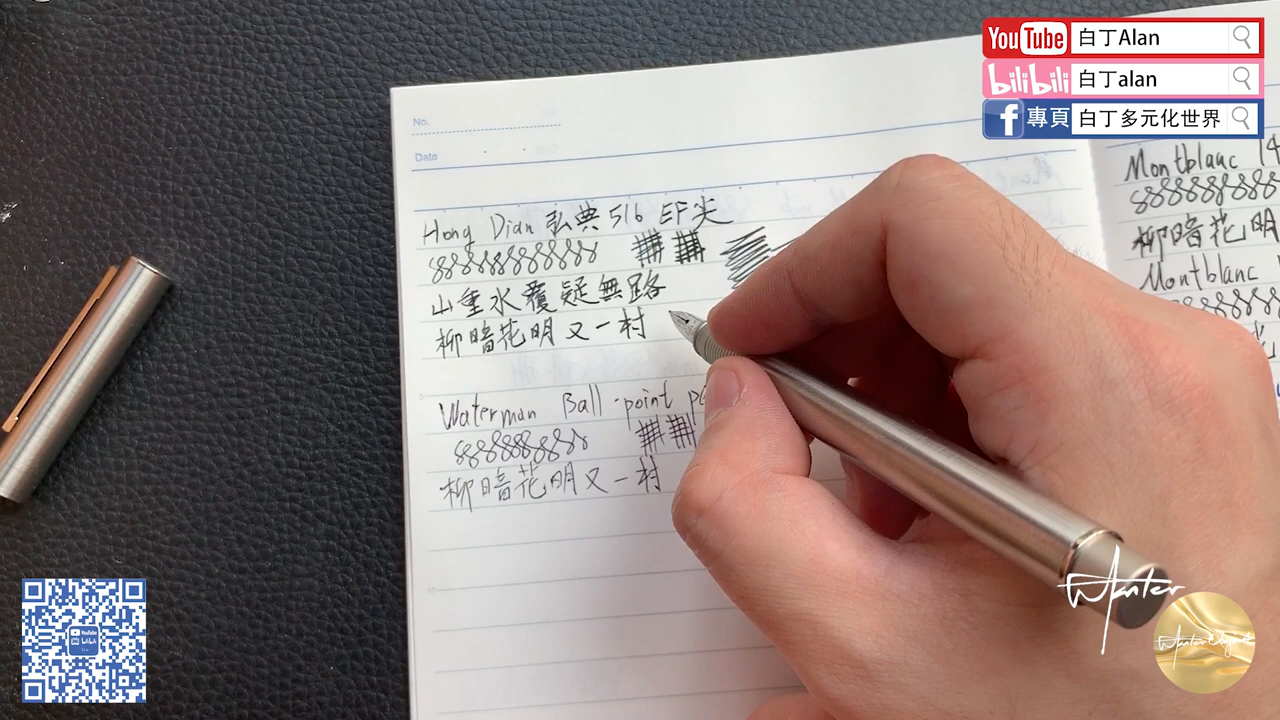 YouTube 白丁Alan
bilibili 白丁alan
f 專頁 白丁多元化世界
No.
Date
Hong Dian 弘典 516 EF尖
山重水覆疑無路
柳暗花明又一村
Waterman Ball-point
柳暗花明又一村
Montblanc 14
柳暗花明
Montblanc